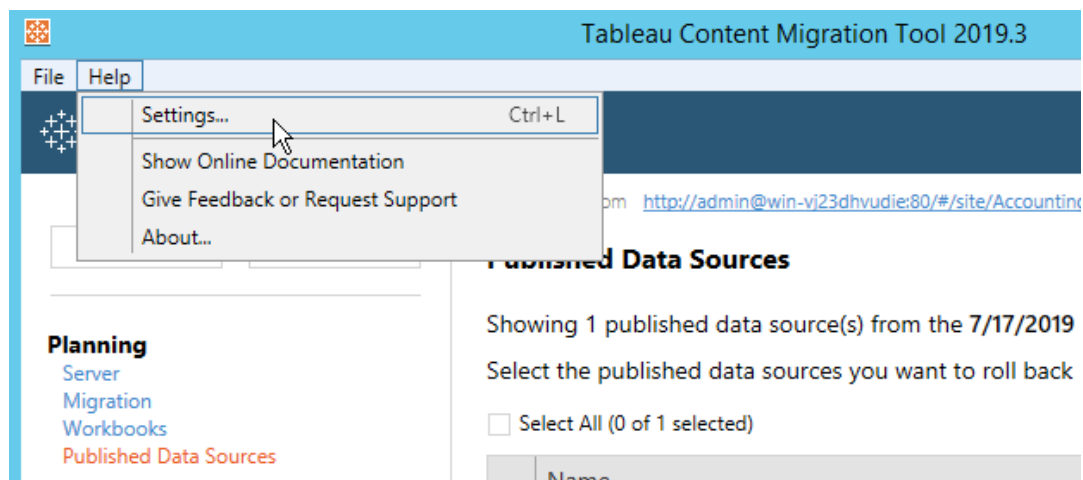 Tableau Content Migration Tool 2019.3
File Help
Settings... Ctrl+L
Show Online Documentation
Give Feedback or Request Support
About...
http://admin@win-vj23dhvudie:80/#/site/Accounting
Published Data Sources
Showing 1 published data source(s) from the 7/17/2019
Select the published data sources you want to roll back
Select All (0 of 1 selected)
Name
Planning
Server
Migration
Workbooks
Published Data Sources